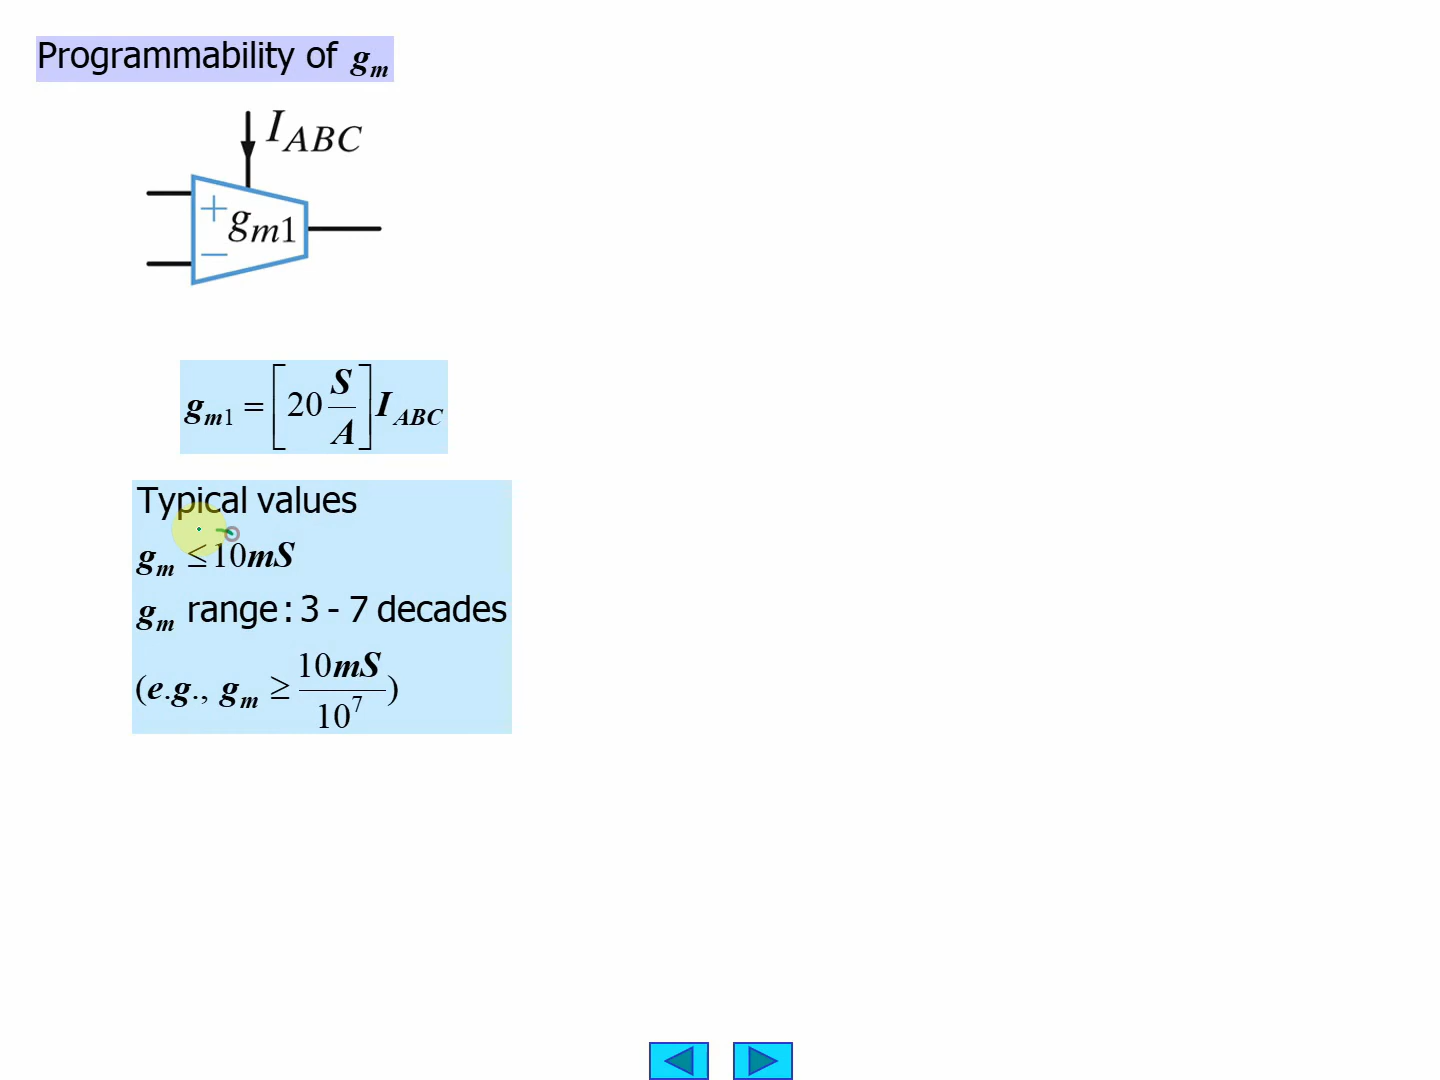 Programmability of gm
IABC
+
gm1
−
gm1 = [20 S/A] IABC
Typical values
gm ≤ 10mS
gm range : 3 - 7 decades
(e.g., gm ≥ 10mS/10^7)